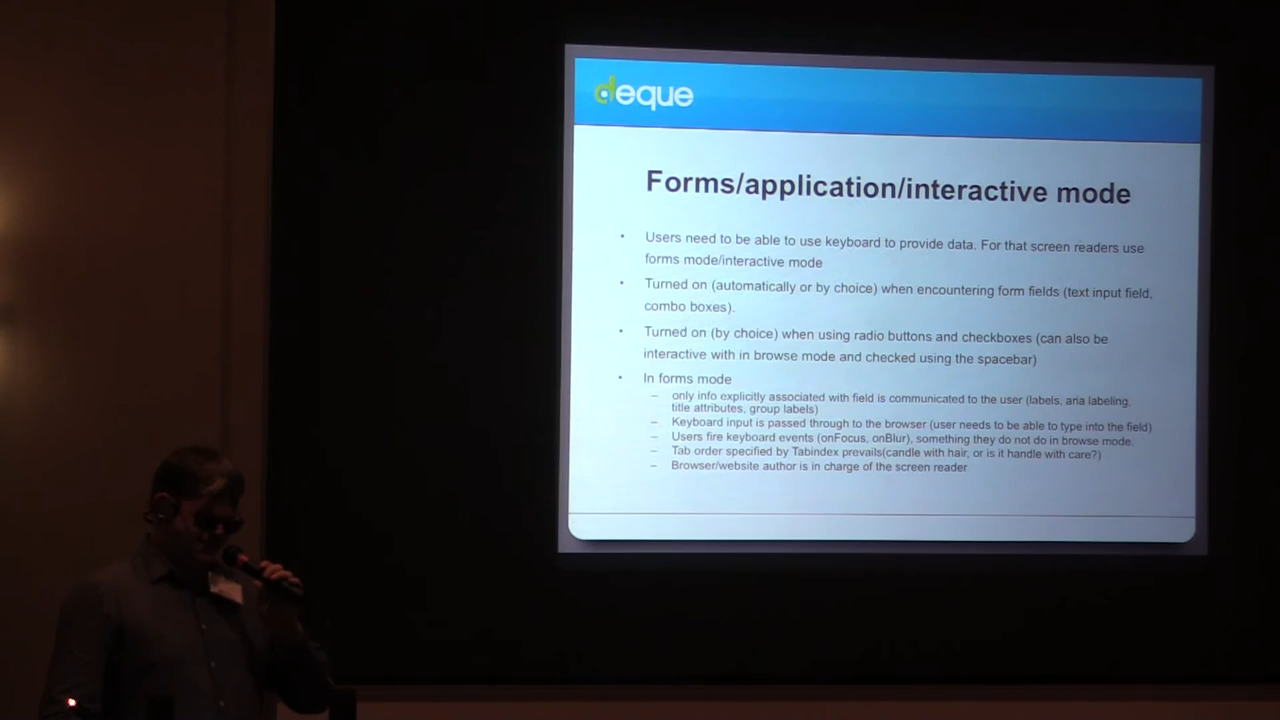 deque
Forms/application/interactive mode
• Users need to be able to use keyboard to provide data. For that screen readers use
forms mode/interactive mode
• Turned on (automatically or by choice) when encountering form fields (text input field,
combo boxes).
• Turned on (by choice) when using radio buttons and checkboxes (can also be
interactive with in browse mode and checked using the spacebar)
• In forms mode
– only info explicitly associated with field is communicated to the user (labels, aria labeling,
title attributes, group labels)
– Keyboard input is passed through to the browser (user needs to be able to type into the field)
– Users fire keyboard events (onFocus, onBlur), something they do not do in browse mode.
– Tab order specified by Tabindex prevails(candle with hair, or is it handle with care?)
– Browser/website author is in charge of the screen reader